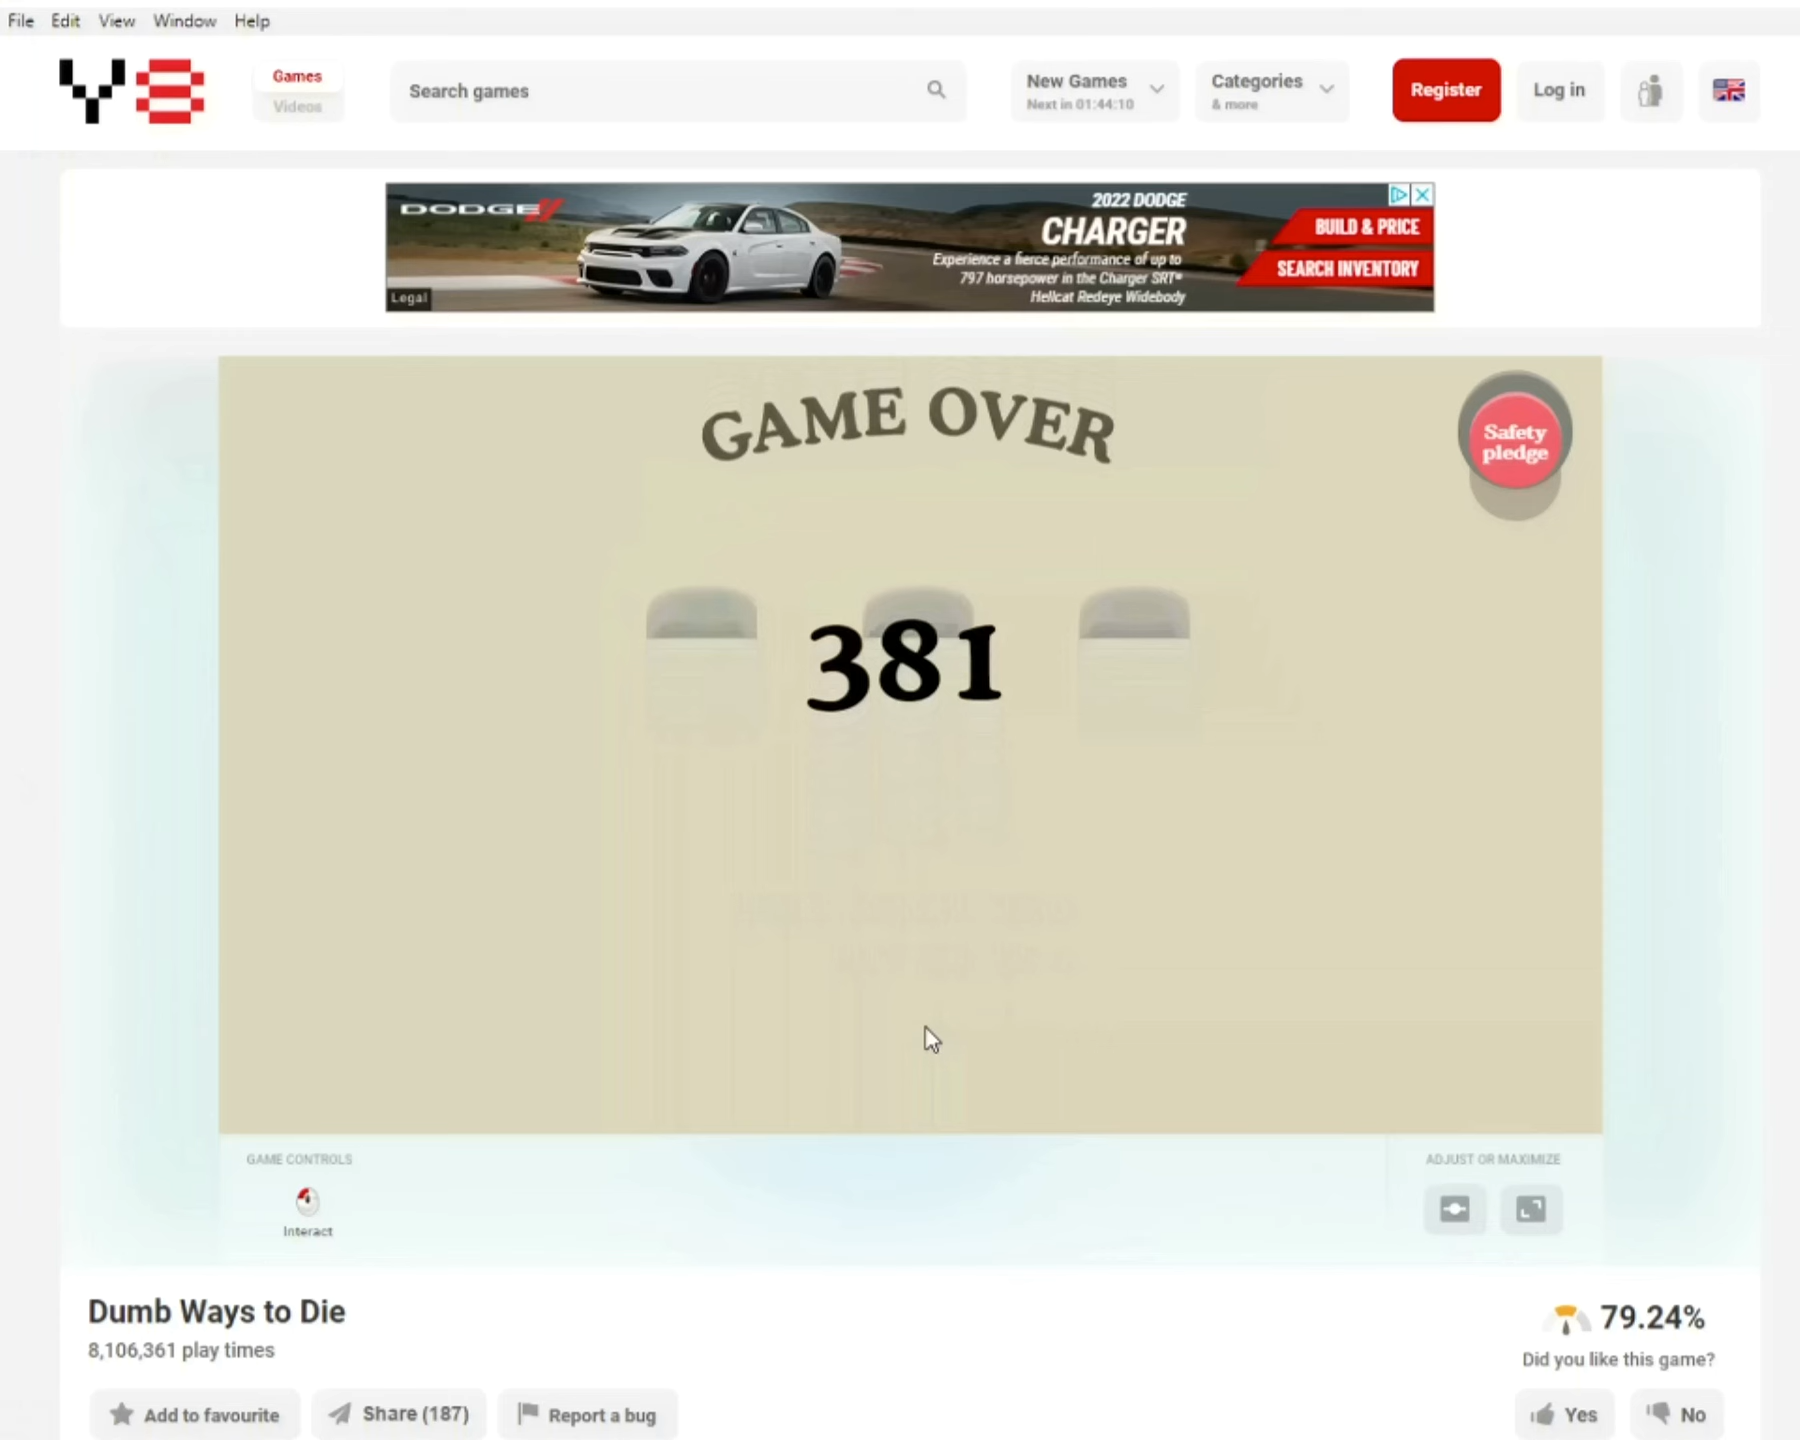 File Edit View Window Help
Y8
Games
Videos
Search games
New Games
Next in 01:44:10
Categories
& more
Register
Log in
DODGE
2022 DODGE
CHARGER
Experience a fierce performance of up to
797 horsepower in the Charger SRT®
Hellcat Redeye Widebody
BUILD & PRICE
SEARCH INVENTORY
Legal
GAME OVER
Safety
pledge
381
GAME CONTROLS
Interact
ADJUST OR MAXIMIZE
Dumb Ways to Die
8,106,361 play times
79.24%
Did you like this game?
Add to favourite
Share (187)
Report a bug
Yes
No